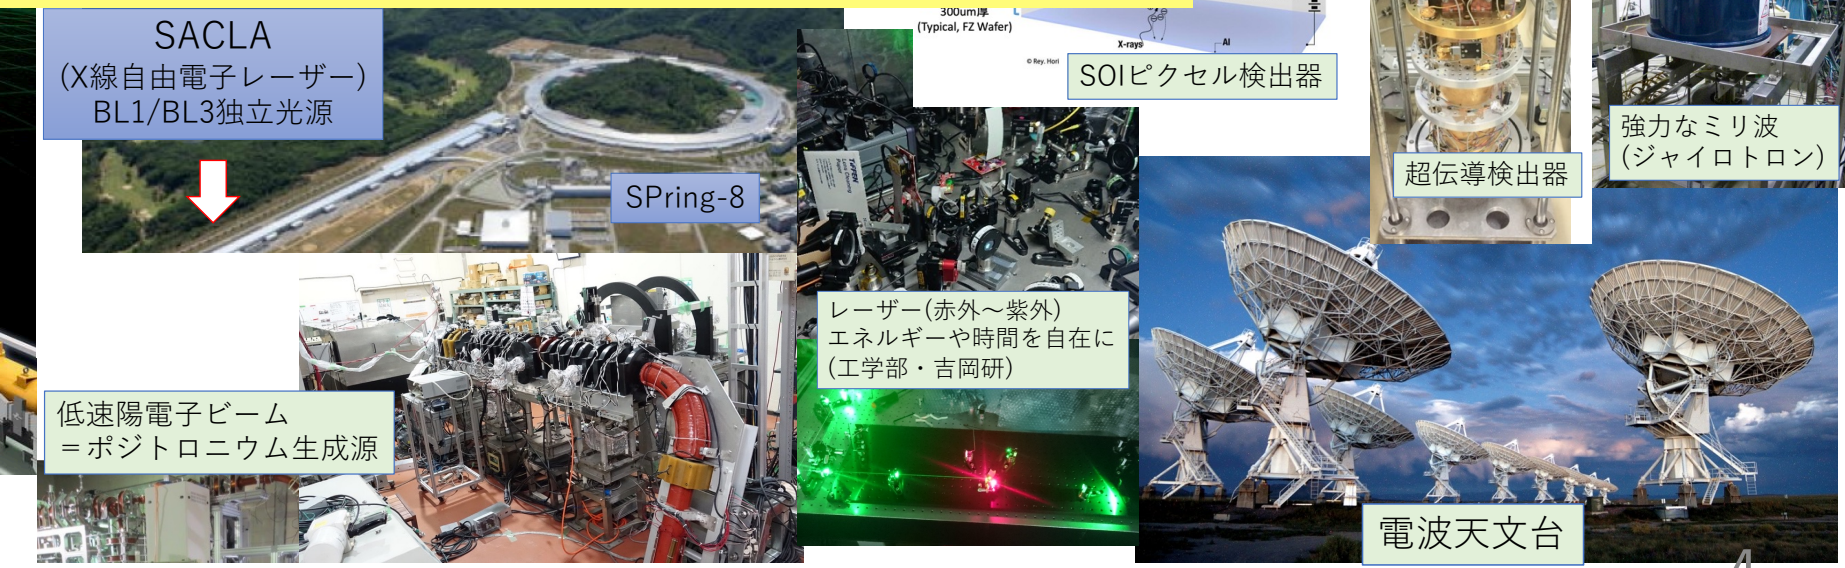 SACLA
(X線自由電子レーザー)
BL1/BL3独立光源
SPring-8
300um厚
(Typical, FZ Wafer)
X-rays
Al
© Rey. Hori
SOIピクセル検出器
超伝導検出器
強力なミリ波
(ジャイロトロン)
レーザー(赤外～紫外)
エネルギーや時間を自在に
(工学部・吉岡研)
低速陽電子ビーム
＝ポジトロニウム生成源
電波天文台
4